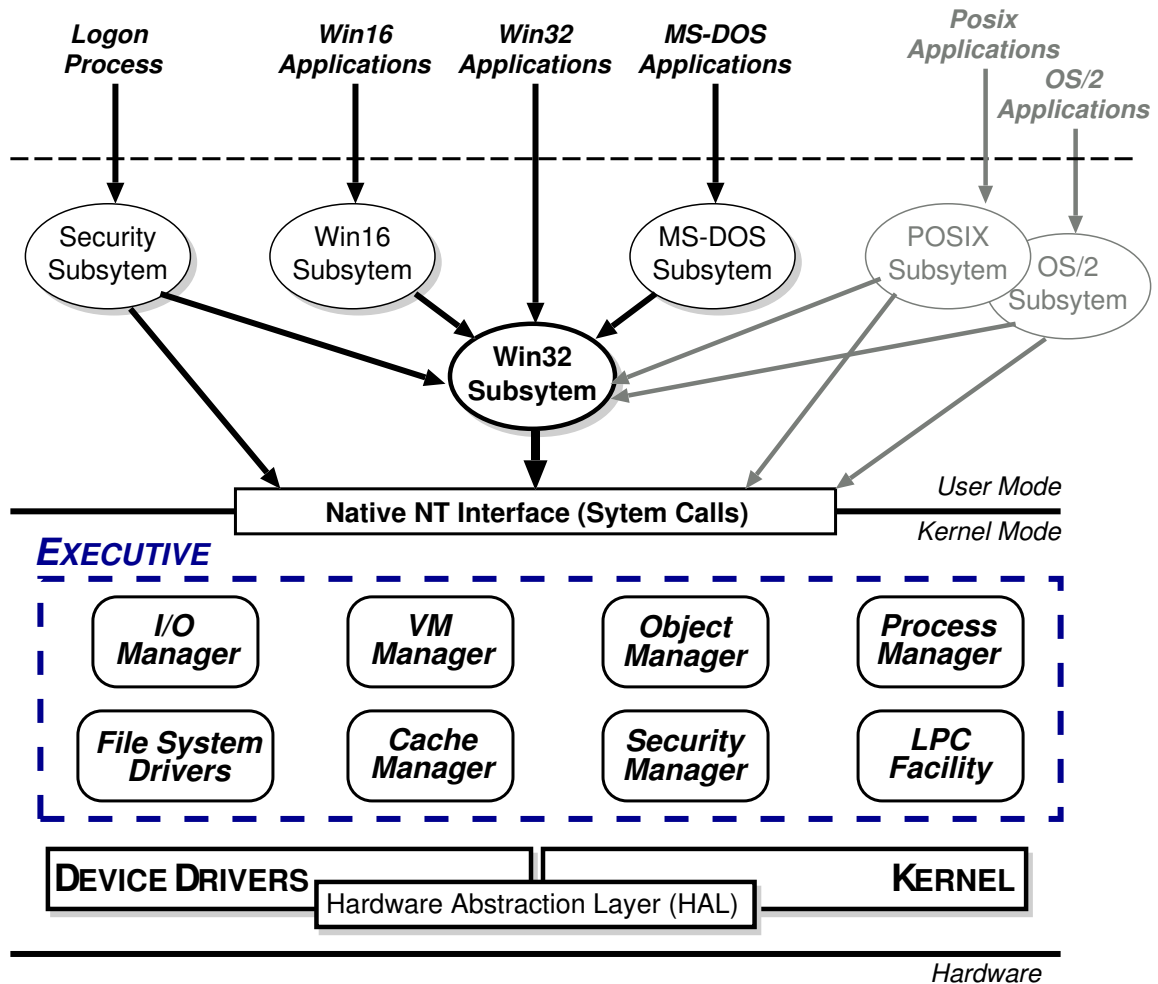 Logon
Process
Win16
Applications
Win32
Applications
MS-DOS
Applications
Posix
Applications
OS/2
Applications
Security
Subsytem
Win16
Subsytem
MS-DOS
Subsytem
POSIX
Subsytem
OS/2
Subsytem
Win32
Subsytem
User Mode
Native NT Interface (Sytem Calls)
Kernel Mode
EXECUTIVE
I/O
Manager
VM
Manager
Object
Manager
Process
Manager
File System
Drivers
Cache
Manager
Security
Manager
LPC
Facility
DEVICE DRIVERS
KERNEL
Hardware Abstraction Layer (HAL)
Hardware